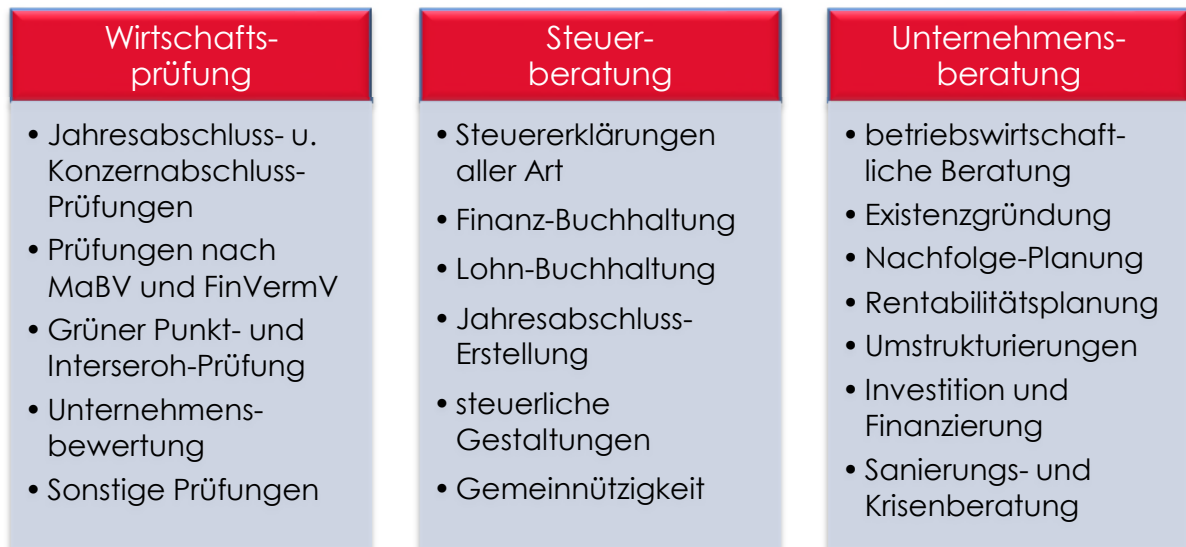 Wirtschafts-
prüfung
• Jahresabschluss- u.
Konzernabschluss-
Prüfungen
• Prüfungen nach
MaBV und FinVermV
• Grüner Punkt- und
Interseroh-Prüfung
• Unternehmens-
bewertung
• Sonstige Prüfungen
Steuer-
beratung
• Steuererklärungen
aller Art
• Finanz-Buchhaltung
• Lohn-Buchhaltung
• Jahresabschluss-
Erstellung
• steuerliche
Gestaltungen
• Gemeinnützigkeit
Unternehmens-
beratung
• betriebswirtschaft-
liche Beratung
• Existenzgründung
• Nachfolge-Planung
• Rentabilitätsplanung
• Umstrukturierungen
• Investition und
Finanzierung
• Sanierungs- und
Krisenberatung